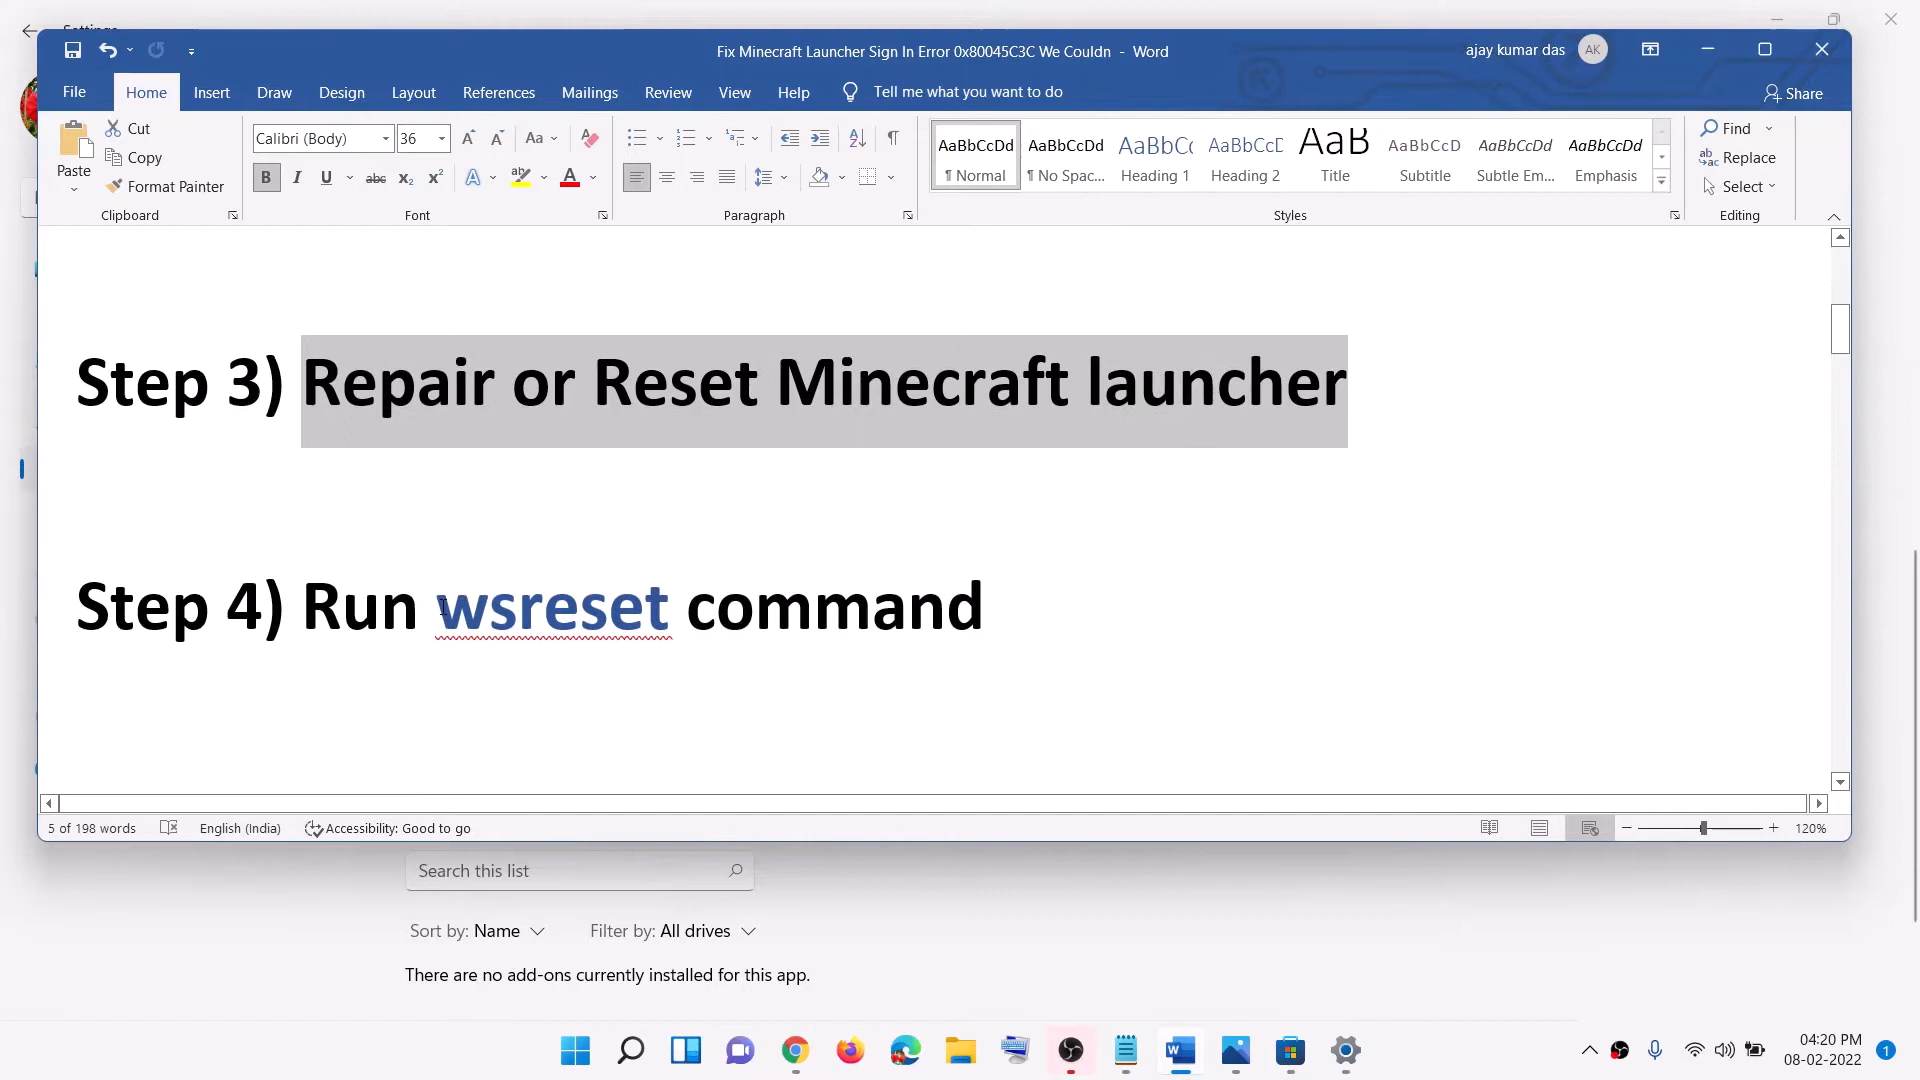 Settings
Fix Minecraft Launcher Sign In Error 0x80045C3C We Couldn - Word
ajay kumar das
AK
File
Home
Insert
Draw
Design
Layout
References
Mailings
Review
View
Help
Tell me what you want to do
Share
Paste
Cut
Copy
Format Painter
Clipboard
Calibri (Body)
36
Font
Paragraph
AaBbCcDd
¶ Normal
AaBbCcDd
¶ No Spac...
AaBbC
Heading 1
AaBbCcD
Heading 2
AaB
Title
AaBbCcD
Subtitle
AaBbCcDd
Subtle Em...
AaBbCcDd
Emphasis
Styles
Find
Replace
Select
Editing
Step 3) Repair or Reset Minecraft launcher
Step 4) Run wsreset command
5 of 198 words
English (India)
Accessibility: Good to go
120%
Search this list
Sort by: Name
Filter by: All drives
There are no add-ons currently installed for this app.
04:20 PM
08-02-2022
1